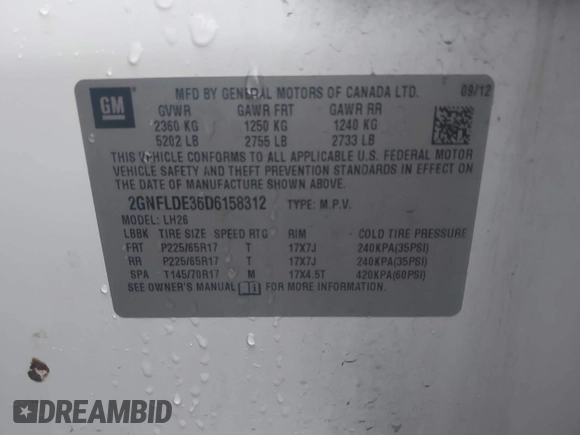 GM
MFD BY GENERAL MOTORS OF CANADA LTD. 09/12
GVWR GAWR FRT GAWR RR
2360 KG 1250 KG 1240 KG
5202 LB 2755 LB 2733 LB
THIS VEHICLE CONFORMS TO ALL APPLICABLE U.S. FEDERAL MOTOR
VEHICLE SAFETY AND THEFT PREVENTION STANDARDS IN EFFECT
ON THE DATE OF MANUFACTURE SHOWN ABOVE.
2GNFLDE36D6158312 TYPE: M.P.V.
MODEL: LH26
LBBK TIRE SIZE SPEED RTG RIM COLD TIRE PRESSURE
FRT P225/65R17 T 17X7J 240KPA(35PSI)
RR P225/65R17 T 17X7J 240KPA(35PSI)
SPA T145/70R17 M 17X4.5T 420KPA(60PSI)
SEE OWNER'S MANUAL FOR MORE INFORMATION.
DREAMBID